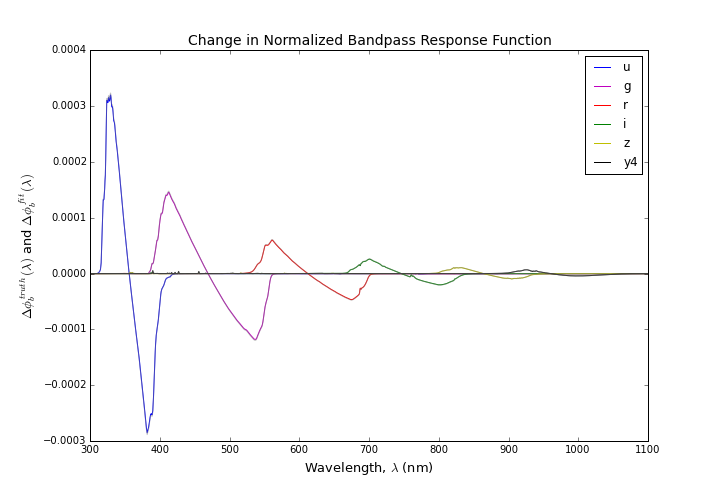 Change in Normalized Bandpass Response Function
0.0004
0.0003
0.0002
0.0001
0.0000
−0.0001
−0.0002
−0.0003
Δϕ_b^{truth}(λ) and Δϕ_b^{fit}(λ)
u
g
r
i
z
y4
300 400 500 600 700 800 900 1000 1100
Wavelength, λ (nm)